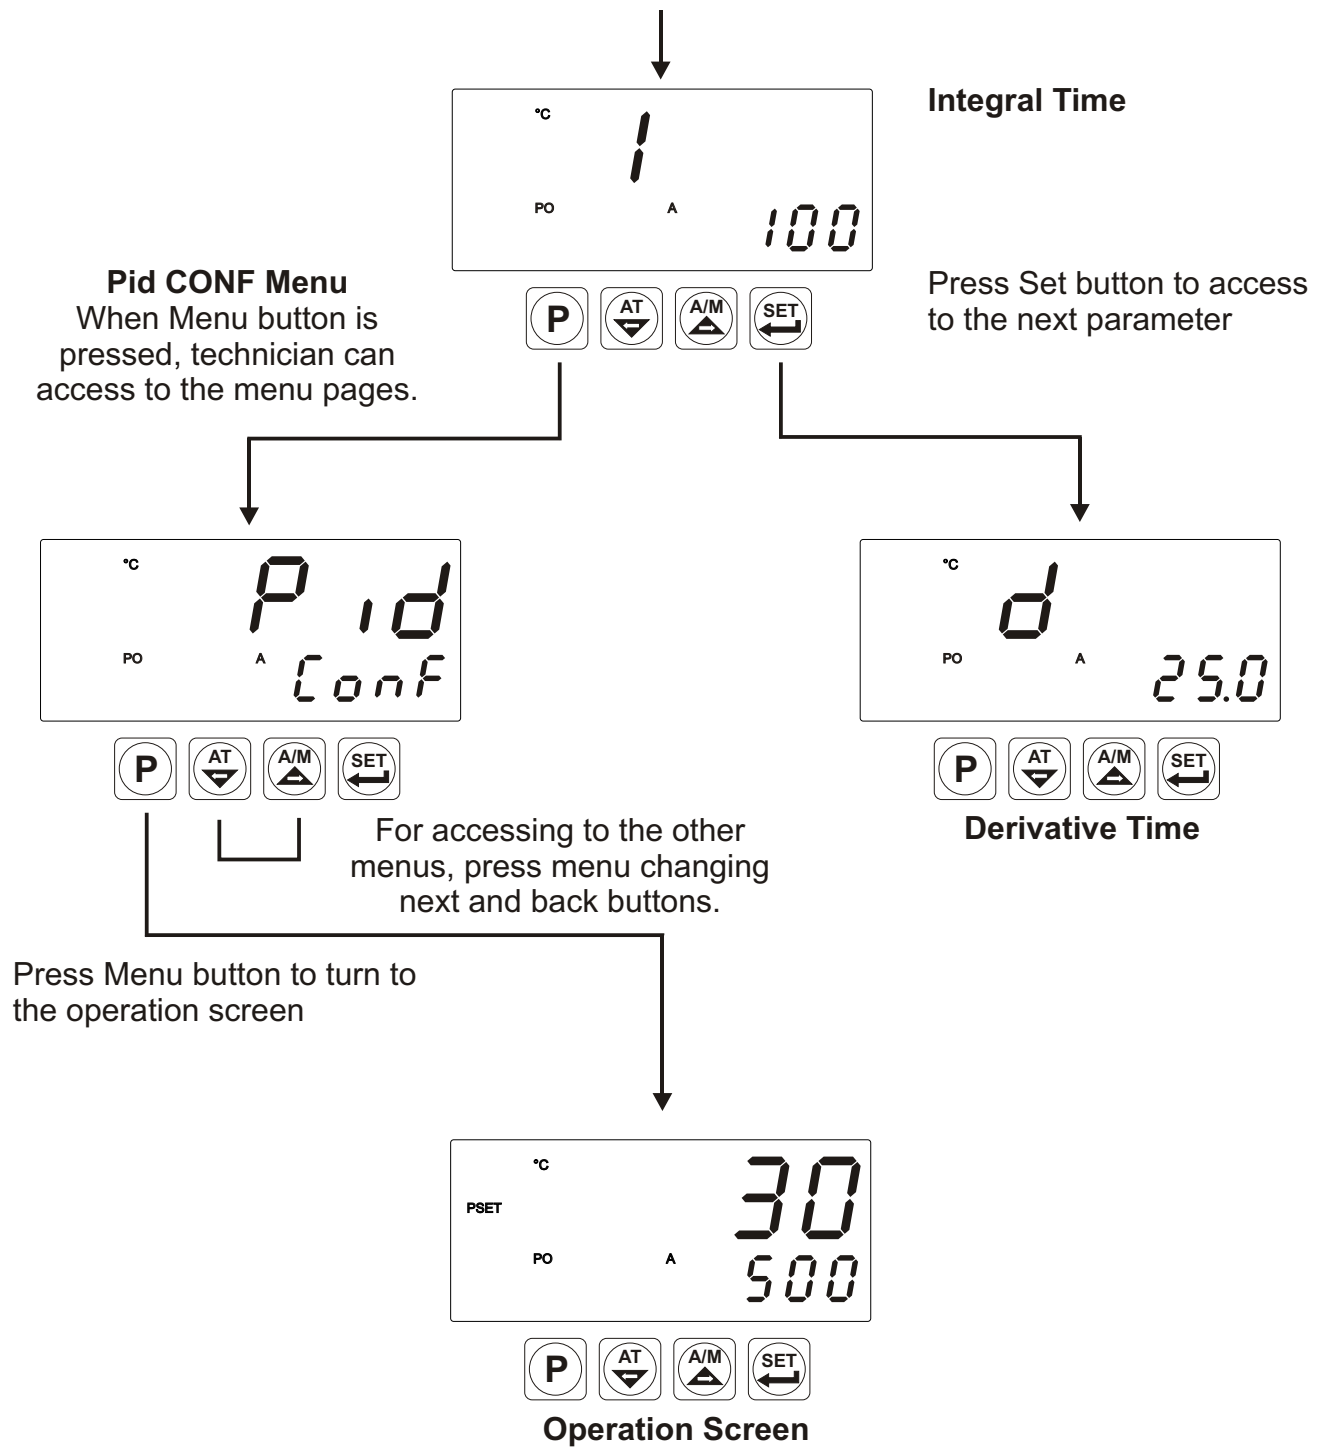 °C
I
Integral Time
PO A
100
Pid CONF Menu
When Menu button is
pressed, technician can
access to the menu pages.
P AT A/M SET
Press Set button to access
to the next parameter
°C
Pid
PO A
ConF
P AT A/M SET
°C
d
PO A
25.0
P AT A/M SET
Derivative Time
For accessing to the other
menus, press menu changing
next and back buttons.
Press Menu button to turn to
the operation screen
°C
30
PSET
PO A
500
P AT A/M SET
Operation Screen